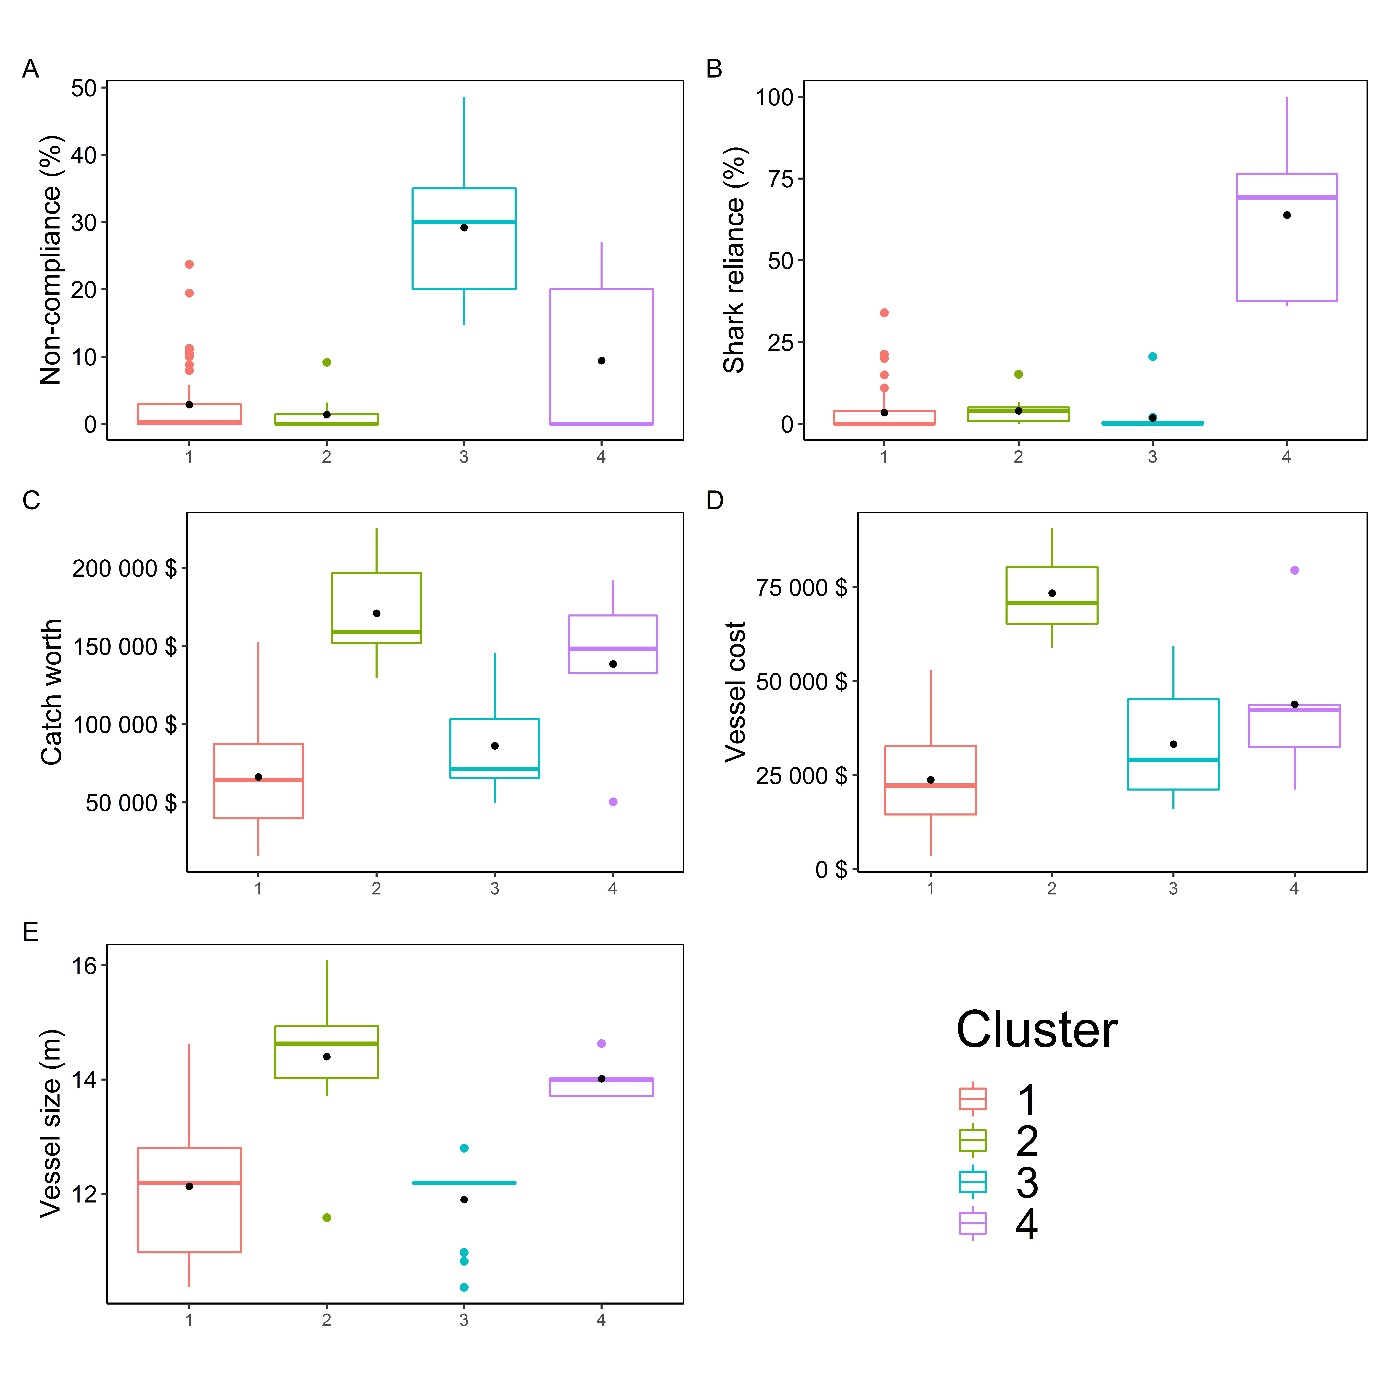 A
B
50
40
30
20
10
0
Non-compliance (%)
1 2 3 4
100
75
50
25
0
Shark reliance (%)
1 2 3 4
C
D
200 000 $
150 000 $
100 000 $
50 000 $
Catch worth
1 2 3 4
75 000 $
50 000 $
25 000 $
0 $
Vessel cost
1 2 3 4
E
16
14
12
Vessel size (m)
1 2 3 4
Cluster
1
2
3
4